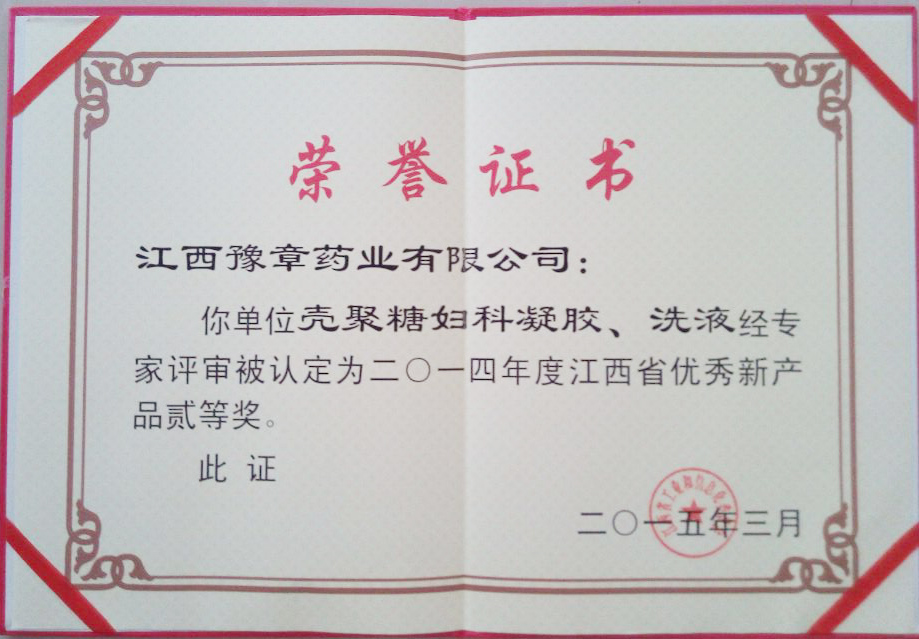 荣誉证书
江西豫章药业有限公司：
你单位壳聚糖妇科凝胶、洗液经专
家评审被认定为二〇一四年度江西省优秀新产
品贰等奖。
此证
二〇一五年三月